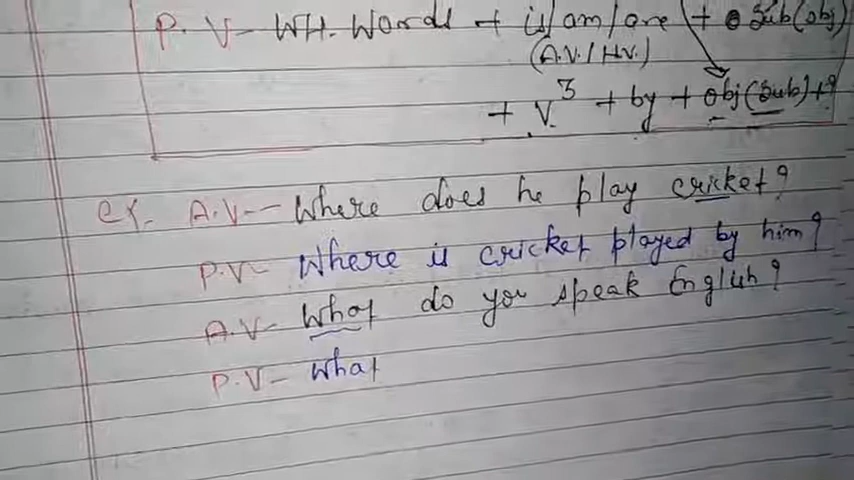 P.V- WH-Words + is/am/are + Sub(obj)
(A.V./H.V.)
+ V3 + by + obj(Sub)+?
ex. A.V- Where does he play cricket?
P.V- Where is cricket played by him?
A.V- What do you speak English?
P.V- What